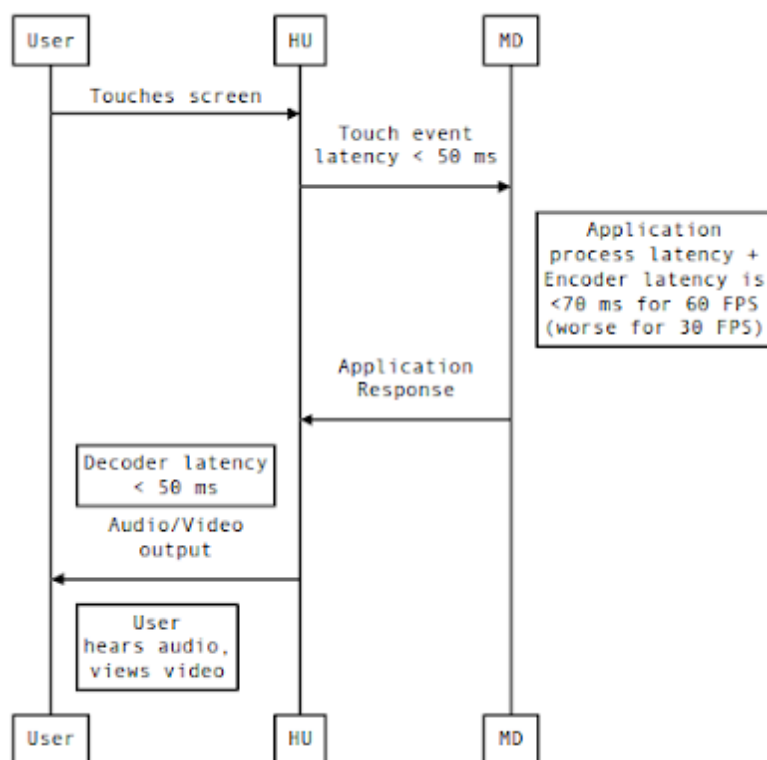 User
HU
MD
Touches screen
Touch event
latency < 50 ms
Application
process latency +
Encoder latency is
<70 ms for 60 FPS
(worse for 30 FPS)
Application
Response
Decoder latency
< 50 ms
Audio/Video
output
User
hears audio,
views video
User
HU
MD